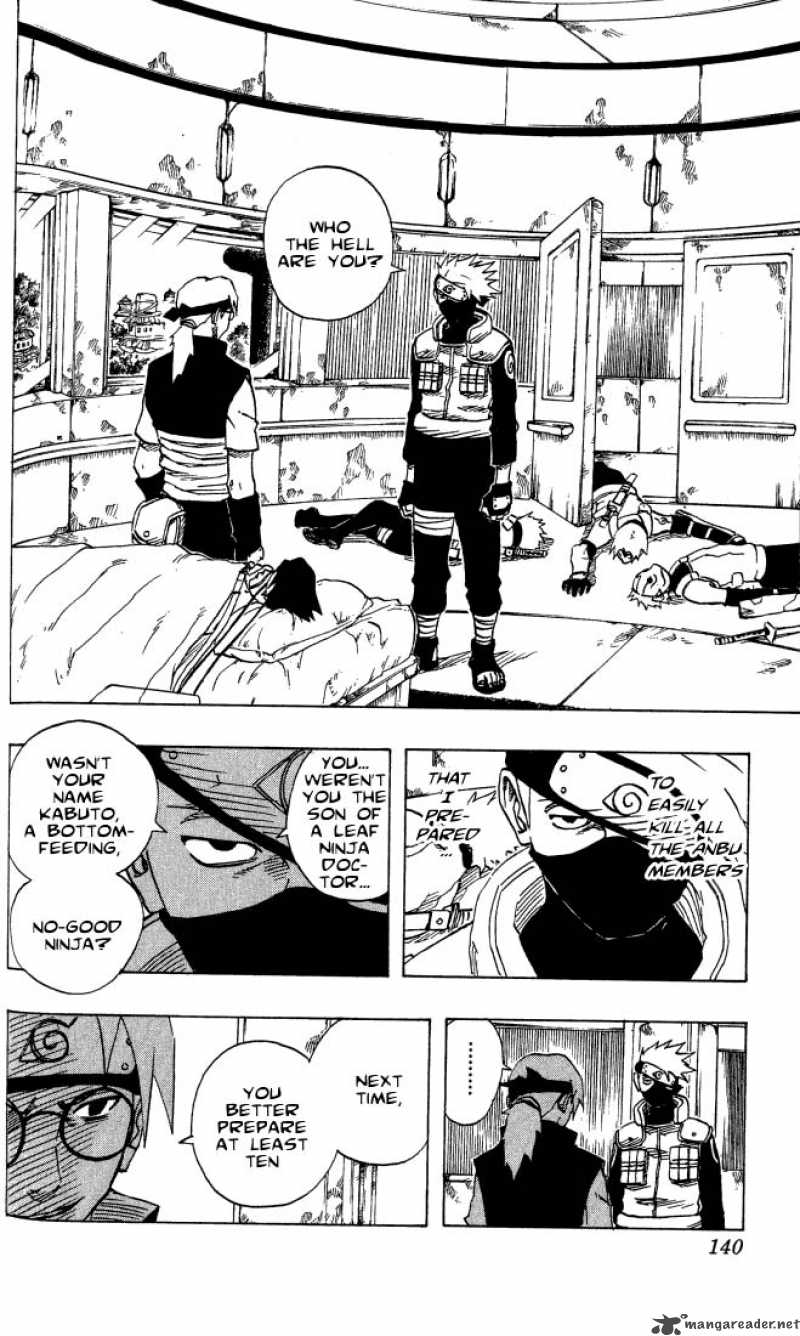 WHO
THE HELL
ARE YOU?
TO
EASILY
KILL ALL
THE ANBU
MEMBERS
THAT
I
PRE-
PARED
...
YOU...
WEREN'T
YOU THE
SON OF
A LEAF
NINJA
DOC-
TOR...
WASN'T
YOUR
NAME
KABUTO,
A BOTTOM-
FEEDING,
NO-GOOD
NINJA?
........
NEXT
TIME,
YOU
BETTER
PREPARE
AT LEAST
TEN
140
mangareader.net